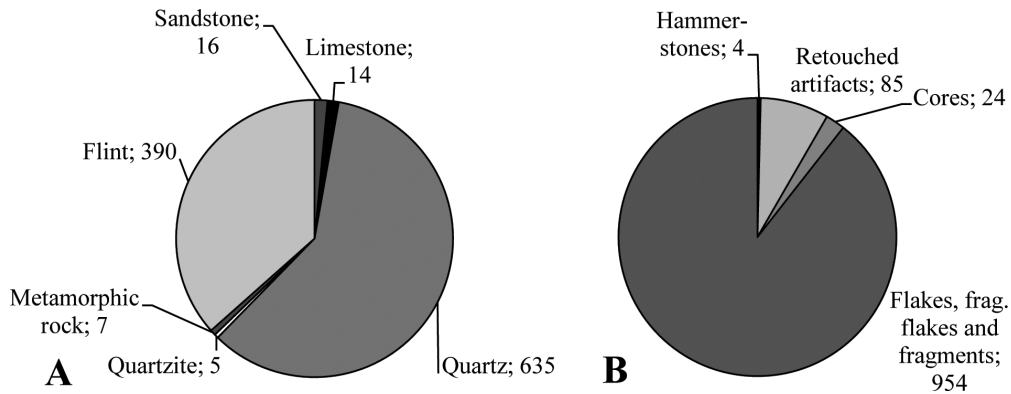 Sandstone;
16
Limestone;
14
Flint; 390
Metamorphic
rock; 7
Quartzite; 5
Quartz; 635
A
Hammer-
stones; 4
Retouched
artifacts; 85
Cores; 24
Flakes, frag.
flakes and
fragments;
954
B